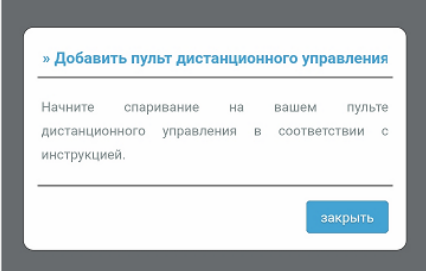 » Добавить пульт дистанционного управления
Начните спаривание на вашем пульте
дистанционного управления в соответствии с
инструкцией.
закрыть